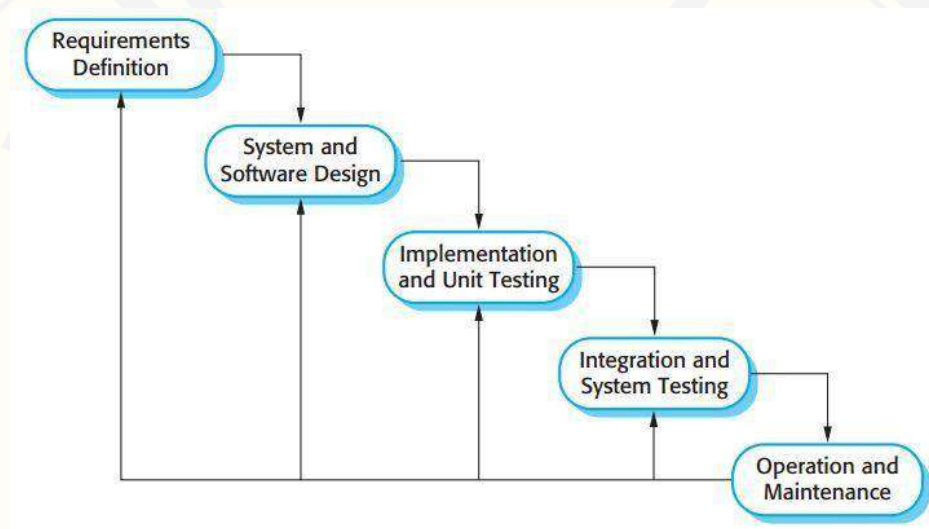 Requirements
Definition
System and
Software Design
Implementation
and Unit Testing
Integration and
System Testing
Operation and
Maintenance